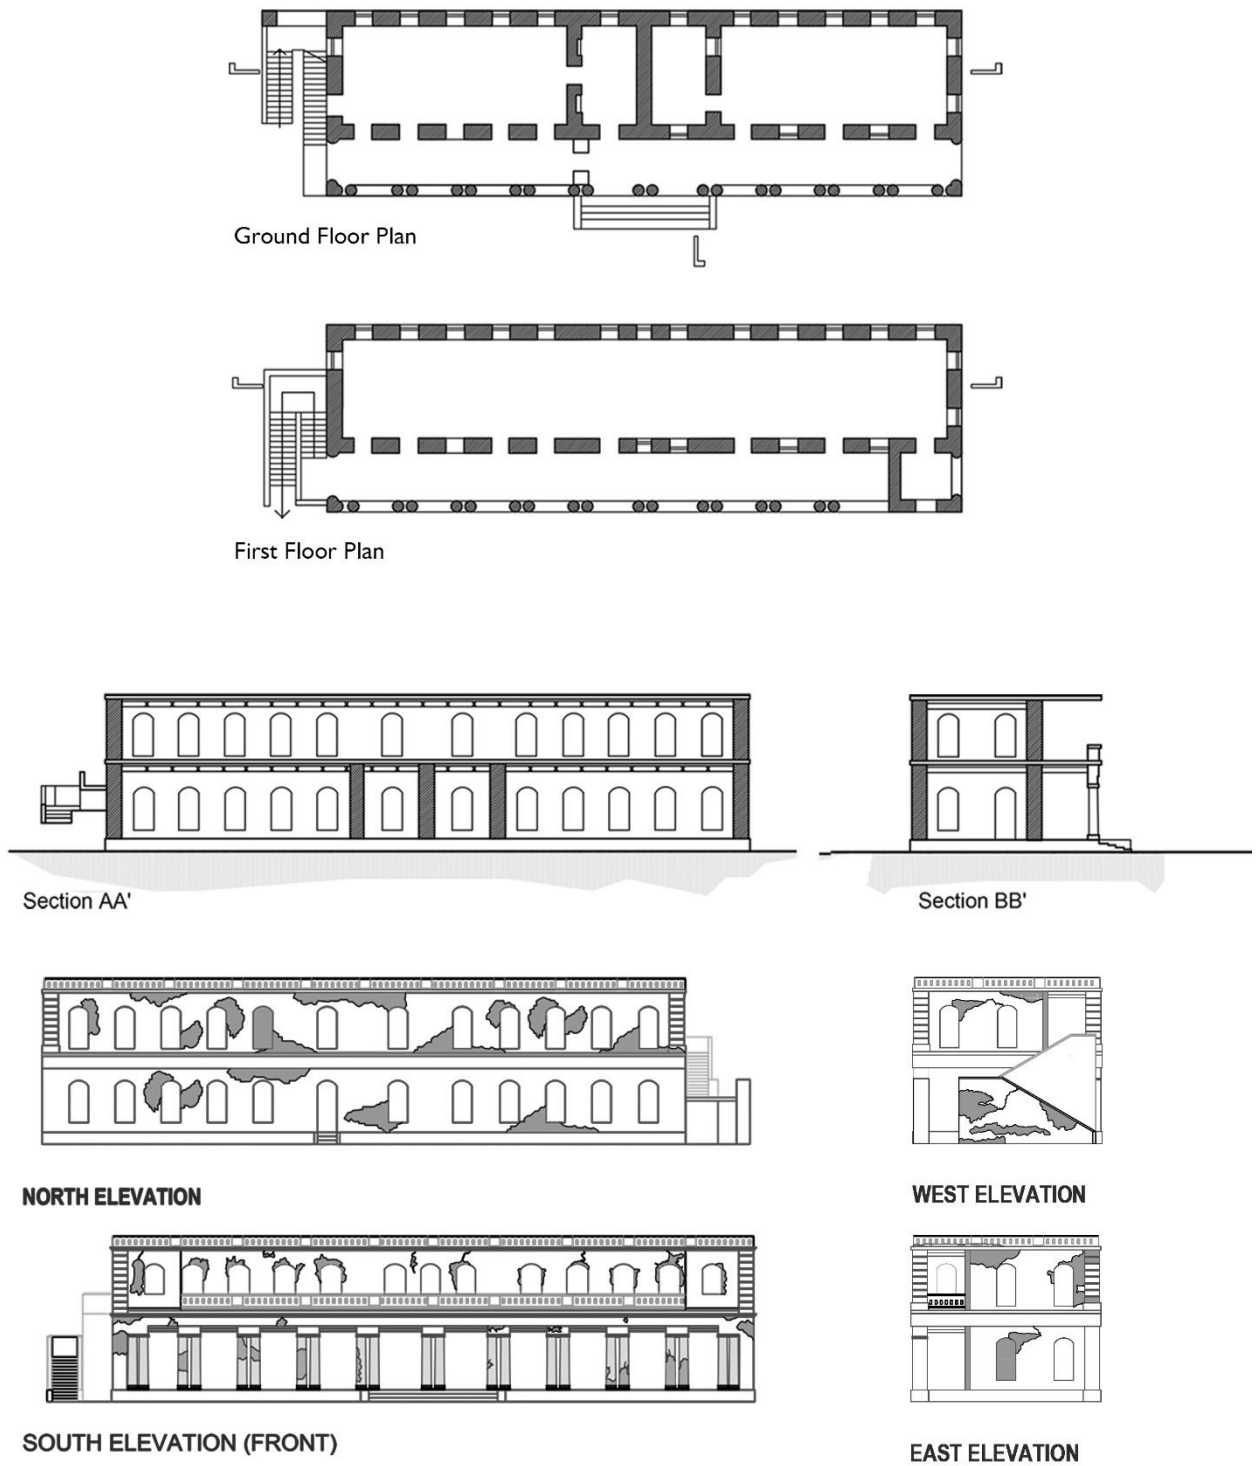 Ground Floor Plan
First Floor Plan
Section AA'
Section BB'
NORTH ELEVATION
WEST ELEVATION
SOUTH ELEVATION (FRONT)
EAST ELEVATION